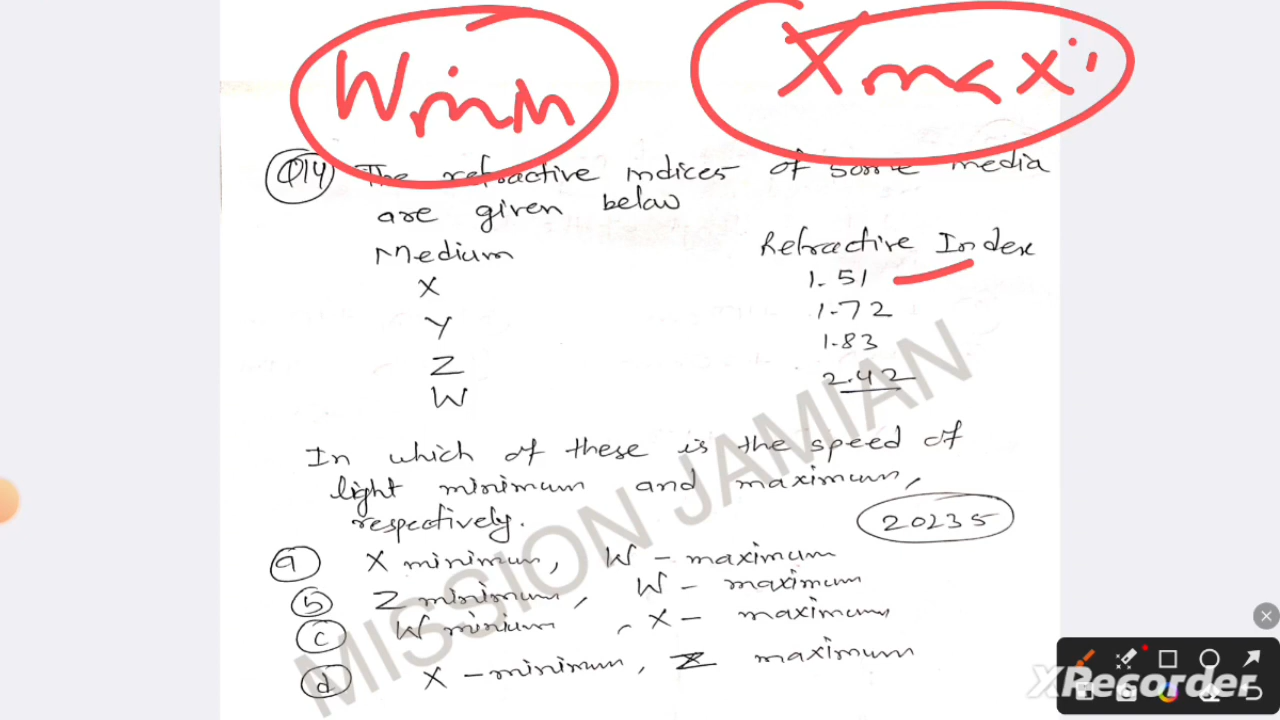 Wmin
Xmax
Q14 The refractive indices of some media
are given below
Medium Refractive Index
X 1.51
Y 1.72
Z 1.83
W 2.42
In which of these is the speed of
light minimum and maximum,
respectively.
2023 S
a X minimum, W - maximum
b Z minimum, W - maximum
c W minium , X - maximum
d X - minimum, Z maximum
MISSION JAMIAN
XRecorder